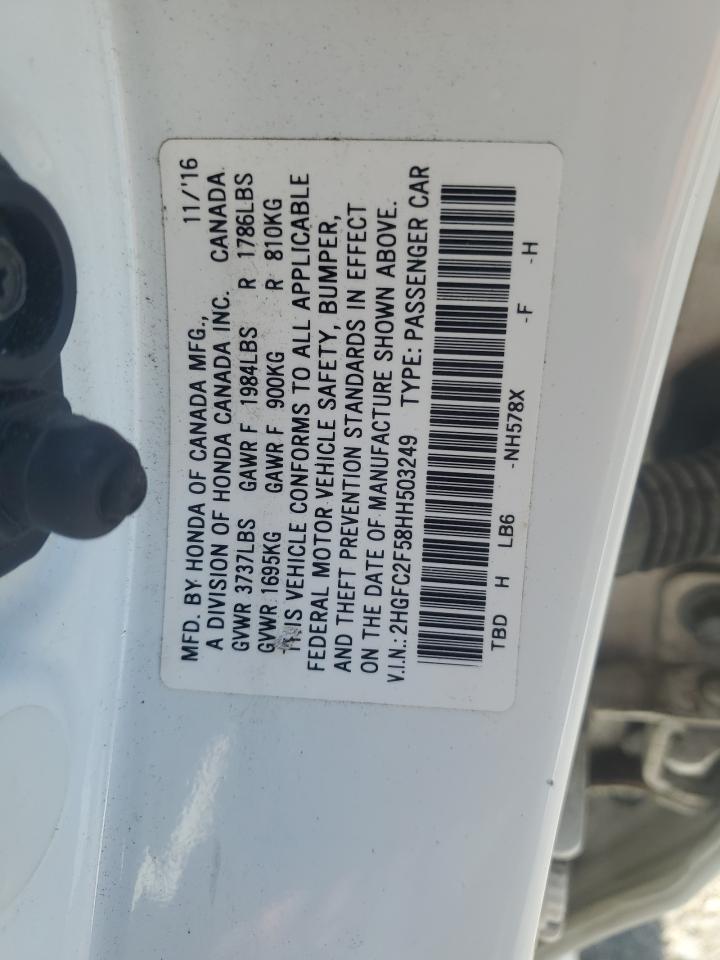 MFD. BY HONDA OF CANADA MFG., 11/'16
A DIVISION OF HONDA CANADA INC. CANADA
GVWR 3737LBS GAWR F 1984LBS R 1786LBS
GVWR 1695KG GAWR F 900KG R 810KG
THIS VEHICLE CONFORMS TO ALL APPLICABLE
FEDERAL MOTOR VEHICLE SAFETY, BUMPER,
AND THEFT PREVENTION STANDARDS IN EFFECT
ON THE DATE OF MANUFACTURE SHOWN ABOVE.
V.I.N.: 2HGFC2F58HH503249 TYPE: PASSENGER CAR
TBD H LB6 -NH578X -F -H